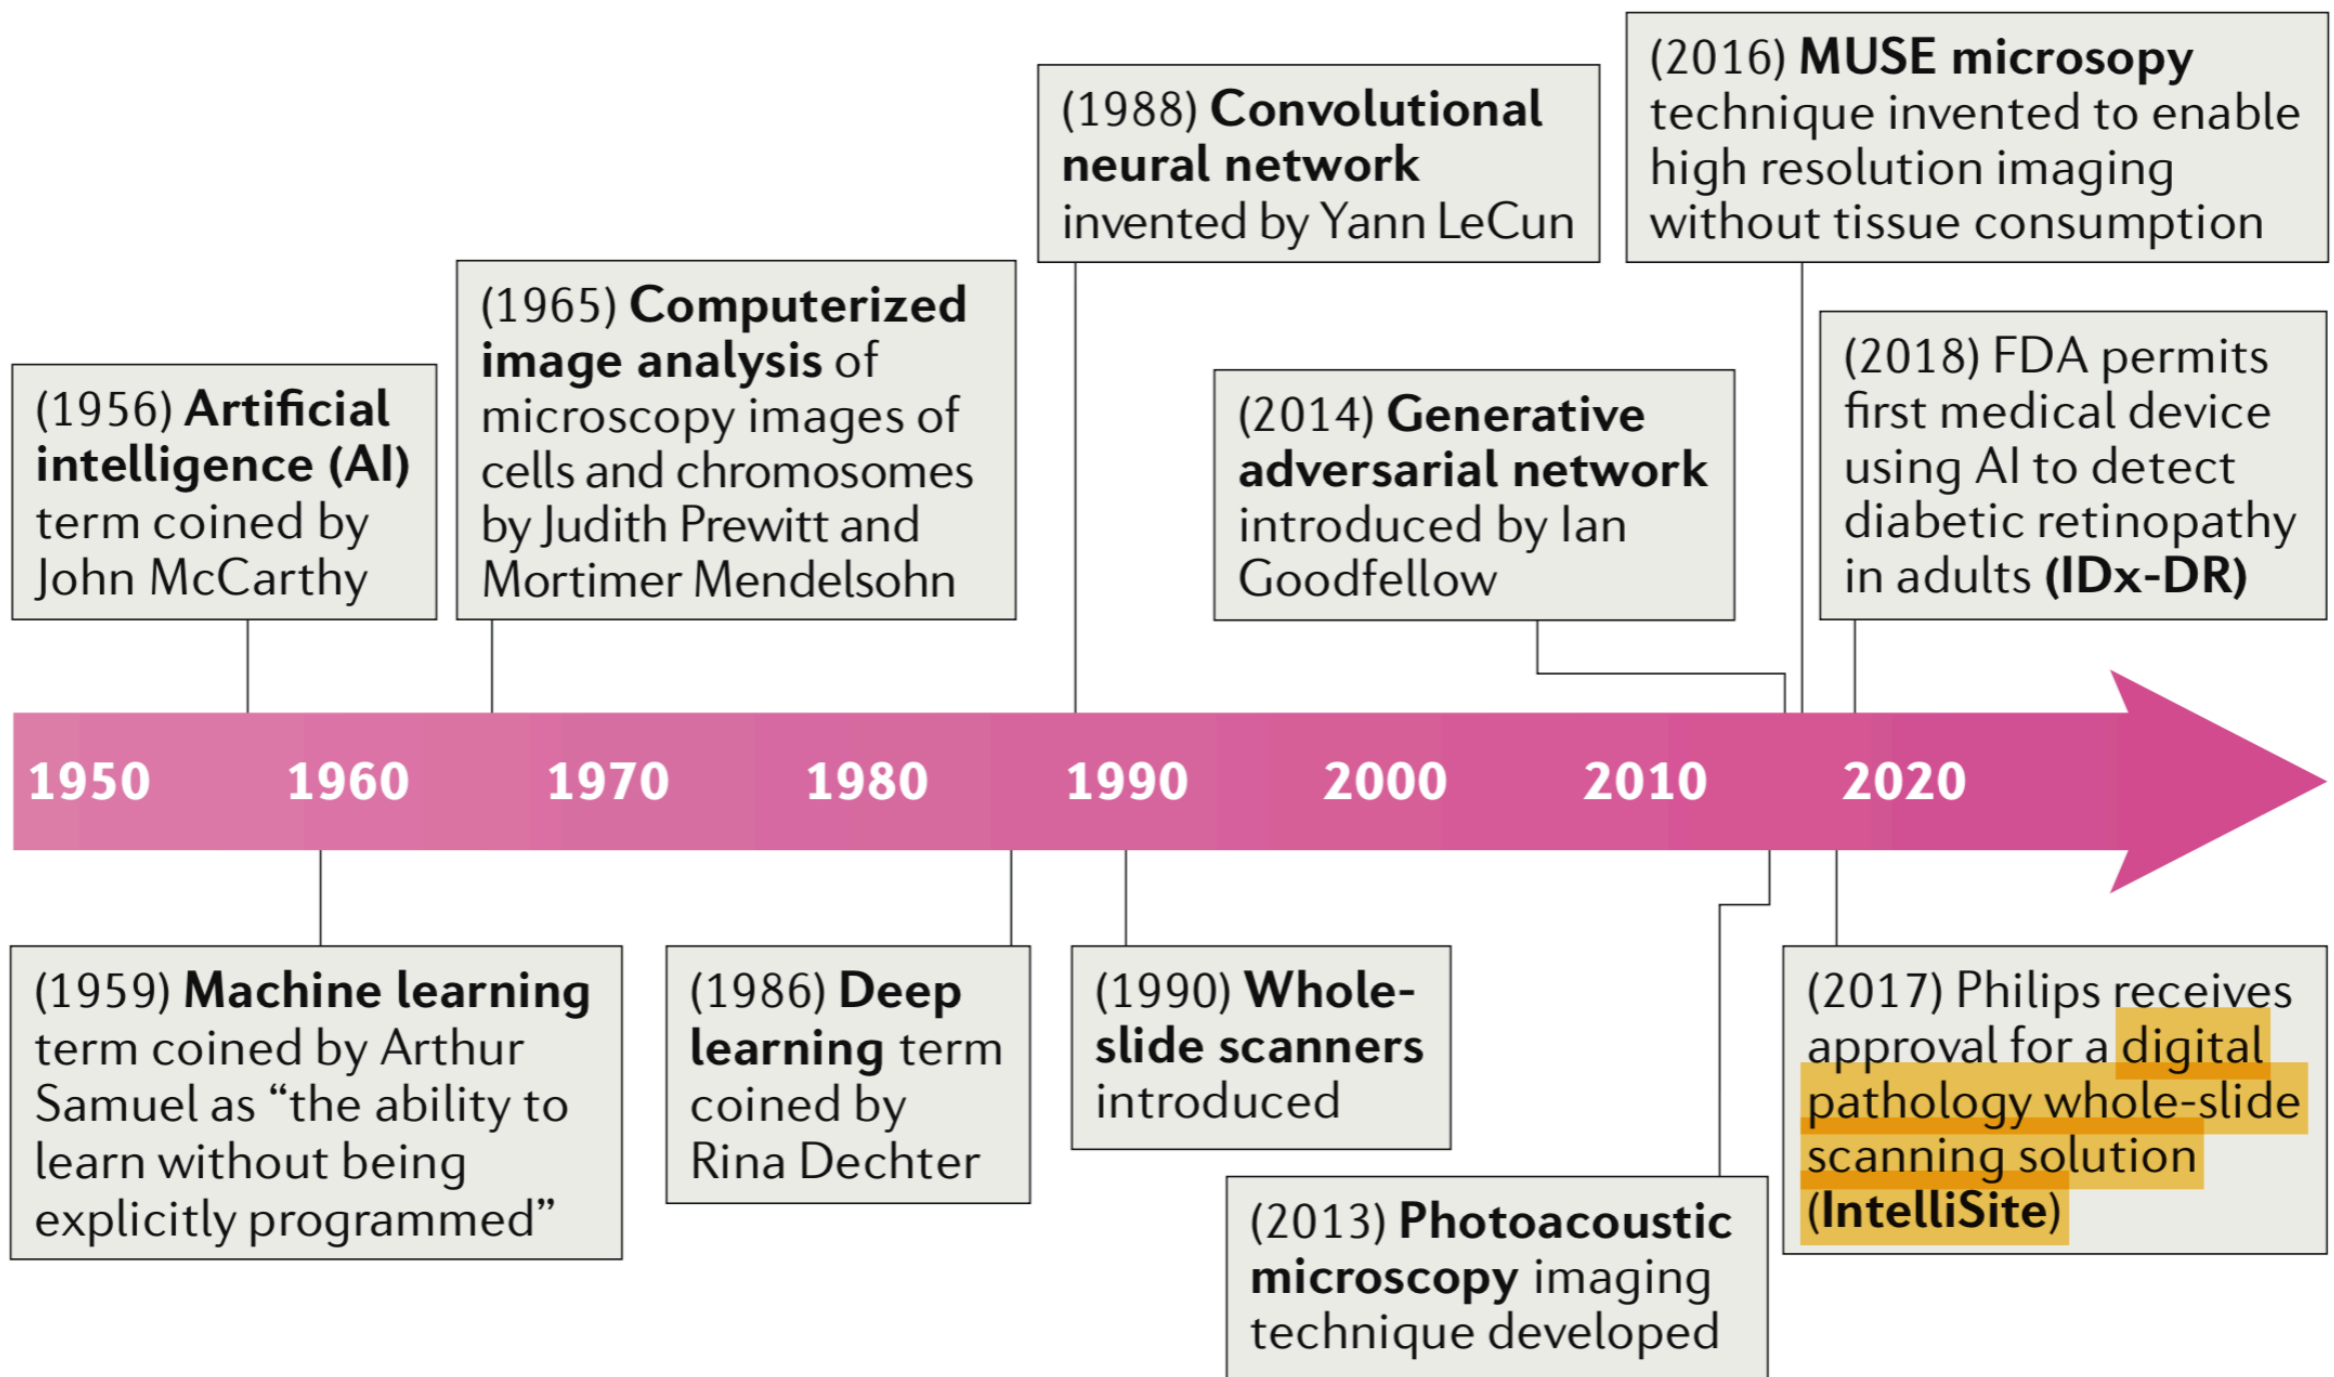 (1956) Artificial
intelligence (AI)
term coined by
John McCarthy
(1965) Computerized
image analysis of
microscopy images of
cells and chromosomes
by Judith Prewitt and
Mortimer Mendelsohn
(1988) Convolutional
neural network
invented by Yann LeCun
(2014) Generative
adversarial network
introduced by Ian
Goodfellow
(2016) MUSE microsopy
technique invented to enable
high resolution imaging
without tissue consumption
(2018) FDA permits
first medical device
using AI to detect
diabetic retinopathy
in adults (IDx-DR)
1950 1960 1970 1980 1990 2000 2010 2020
(1959) Machine learning
term coined by Arthur
Samuel as “the ability to
learn without being
explicitly programmed”
(1986) Deep
learning term
coined by
Rina Dechter
(1990) Whole-
slide scanners
introduced
(2013) Photoacoustic
microscopy imaging
technique developed
(2017) Philips receives
approval for a digital
pathology whole-slide
scanning solution
(IntelliSite)